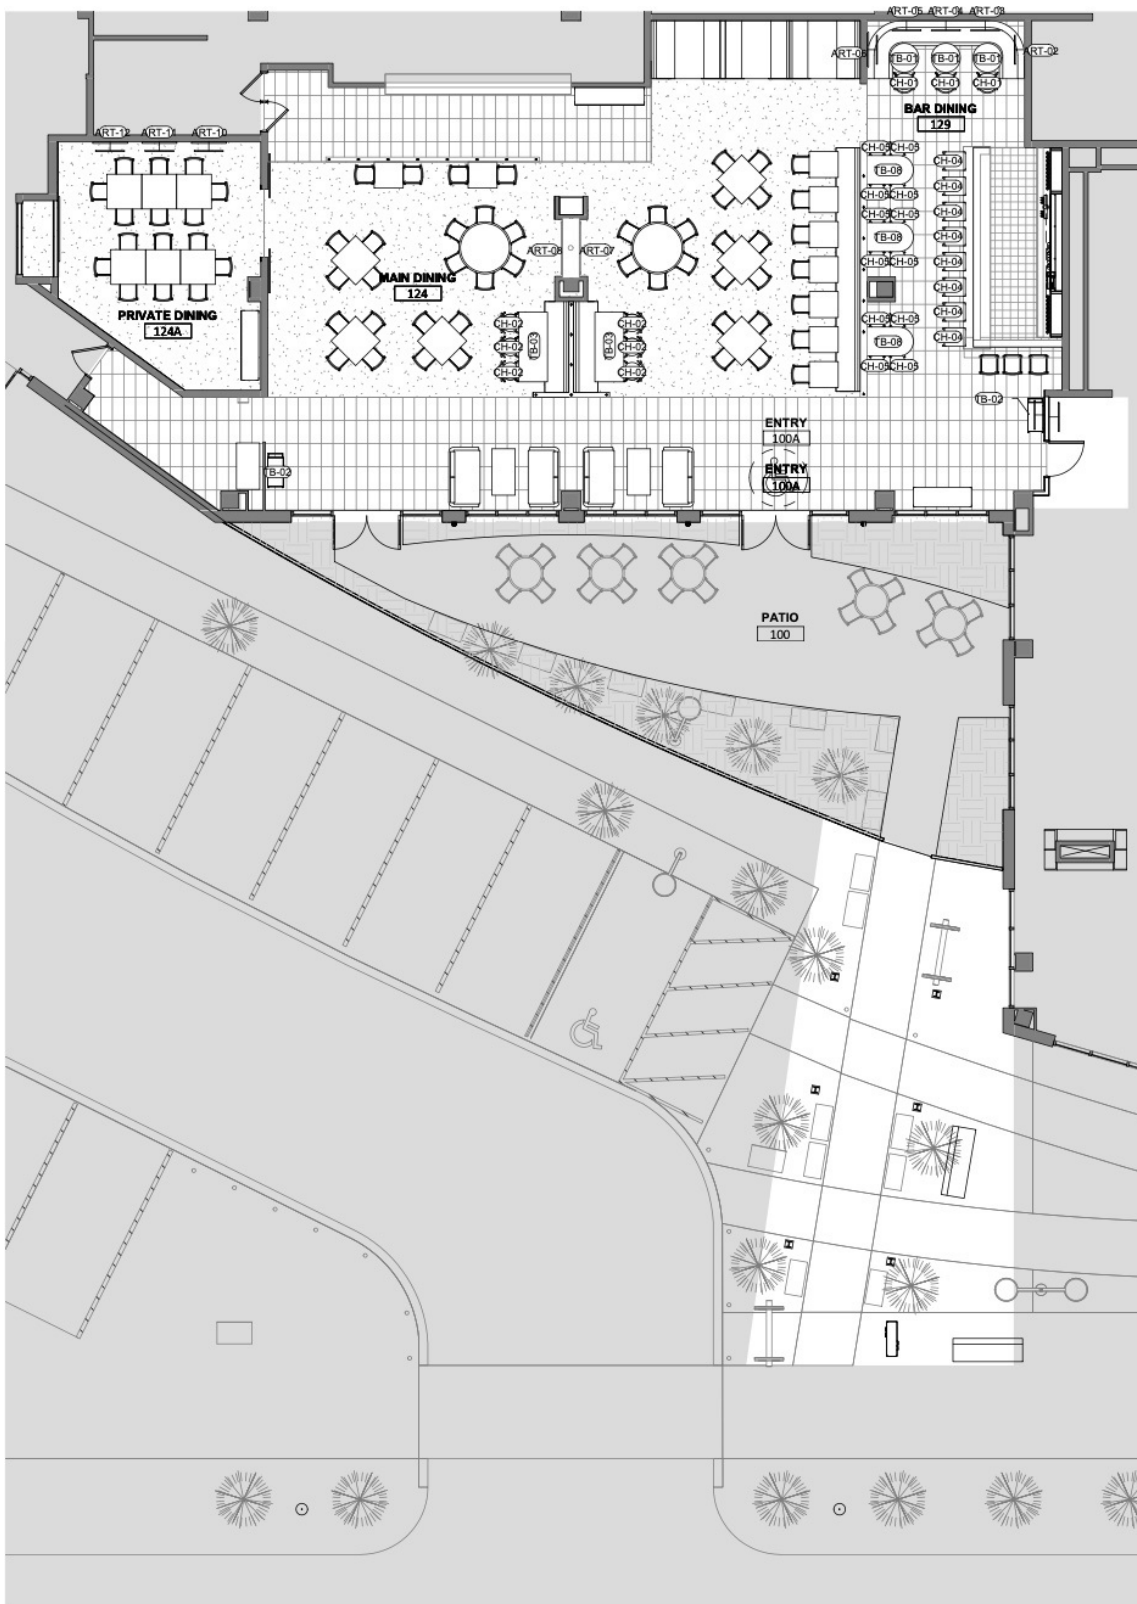 ART-05 ART-04 ART-03
ART-06 ART-02
TB-01 TB-01 TB-01
CH-01 CH-01 CH-01
BAR DINING
129
ART-12 ART-11 ART-10
CH-05 CH-05
TB-08
CH-05 CH-05
CH-05 CH-05
TB-08
CH-05 CH-05
CH-05 CH-05
TB-08
CH-05 CH-05
CH-04
CH-04
CH-04
CH-04
CH-04
CH-04
CH-04
CH-04
ART-08 ART-07
MAIN DINING
124
PRIVATE DINING
124A
CH-02
CH-02
CH-02
TB-03
TB-03
CH-02
CH-02
CH-02
TB-02
ENTRY
100A
ENTRY
100A
TB-02
PATIO
100